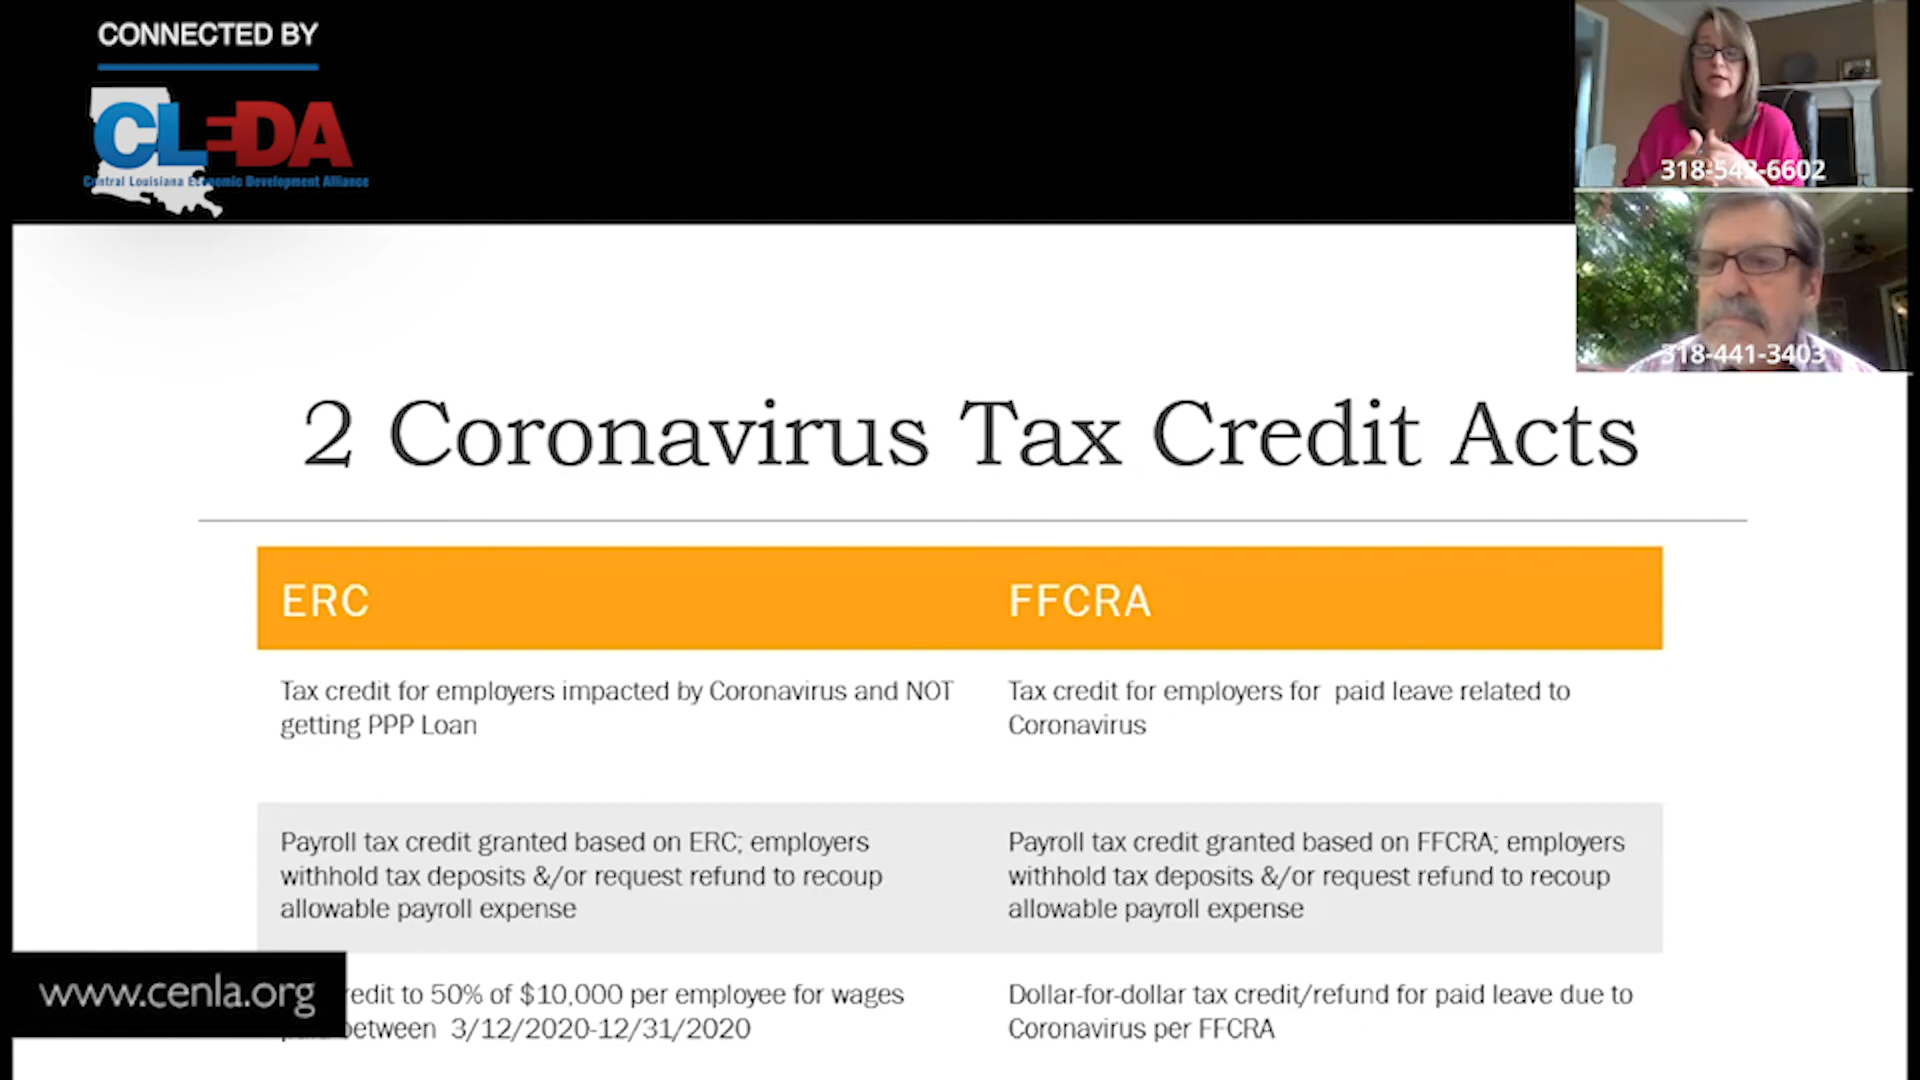 CONNECTED BY
CLEDA
Central Louisiana Economic Development Alliance
318-542-6602
318-441-3403
2 Coronavirus Tax Credit Acts
ERC
FFCRA
Tax credit for employers impacted by Coronavirus and NOT
getting PPP Loan
Tax credit for employers for paid leave related to
Coronavirus
Payroll tax credit granted based on ERC; employers
withhold tax deposits &/or request refund to recoup
allowable payroll expense
Payroll tax credit granted based on FFCRA; employers
withhold tax deposits &/or request refund to recoup
allowable payroll expense
to 50% of $10,000 per employee for wages
between 3/12/2020-12/31/2020
Dollar-for-dollar tax credit/refund for paid leave due to
Coronavirus per FFCRA
www.cenla.org